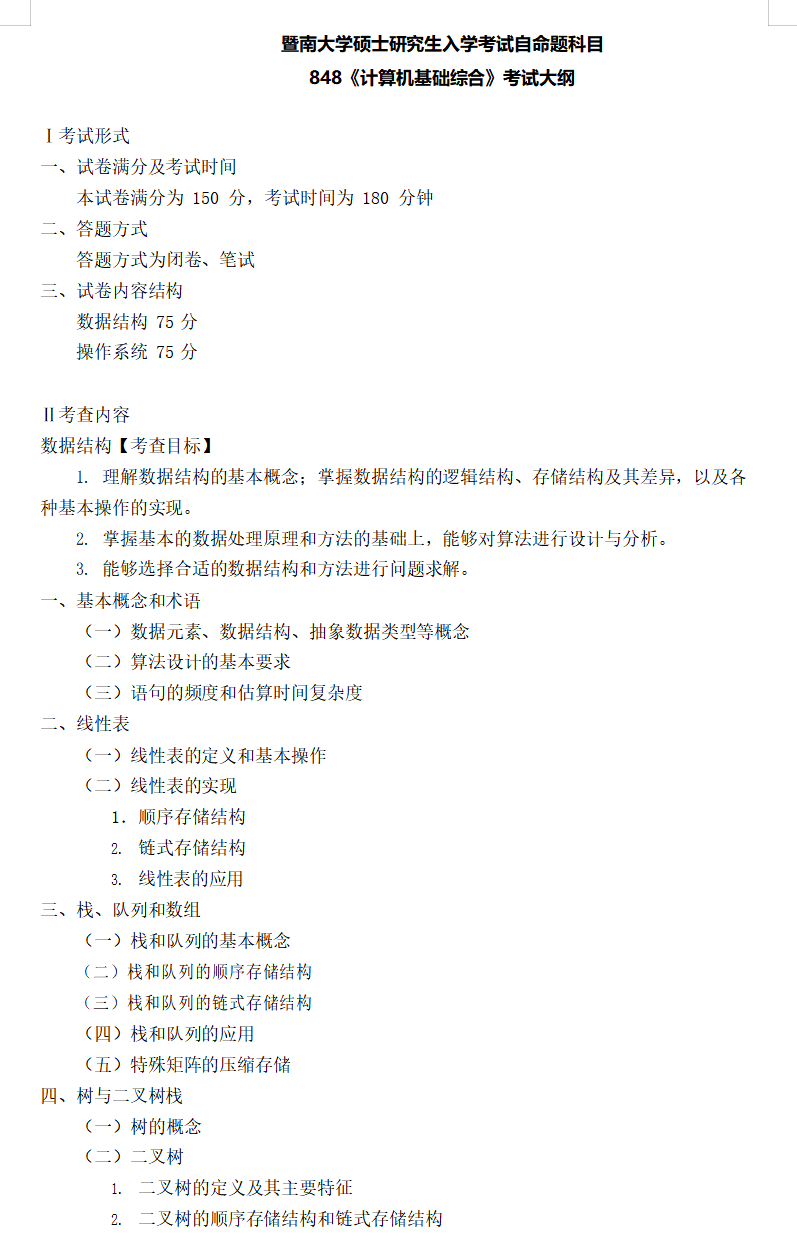 暨南大学硕士研究生入学考试自命题科目
848《计算机基础综合》考试大纲
Ⅰ考试形式
一、试卷满分及考试时间
本试卷满分为 150 分，考试时间为 180 分钟
二、答题方式
答题方式为闭卷、笔试
三、试卷内容结构
数据结构 75 分
操作系统 75 分
Ⅱ考查内容
数据结构【考查目标】
1. 理解数据结构的基本概念；掌握数据结构的逻辑结构、存储结构及其差异，以及各
种基本操作的实现。
2. 掌握基本的数据处理原理和方法的基础上，能够对算法进行设计与分析。
3. 能够选择合适的数据结构和方法进行问题求解。
一、基本概念和术语
（一）数据元素、数据结构、抽象数据类型等概念
（二）算法设计的基本要求
（三）语句的频度和估算时间复杂度
二、线性表
（一）线性表的定义和基本操作
（二）线性表的实现
1．顺序存储结构
2. 链式存储结构
3. 线性表的应用
三、栈、队列和数组
（一）栈和队列的基本概念
（二）栈和队列的顺序存储结构
（三）栈和队列的链式存储结构
（四）栈和队列的应用
（五）特殊矩阵的压缩存储
四、树与二叉树栈
（一）树的概念
（二）二叉树
1. 二叉树的定义及其主要特征
2. 二叉树的顺序存储结构和链式存储结构